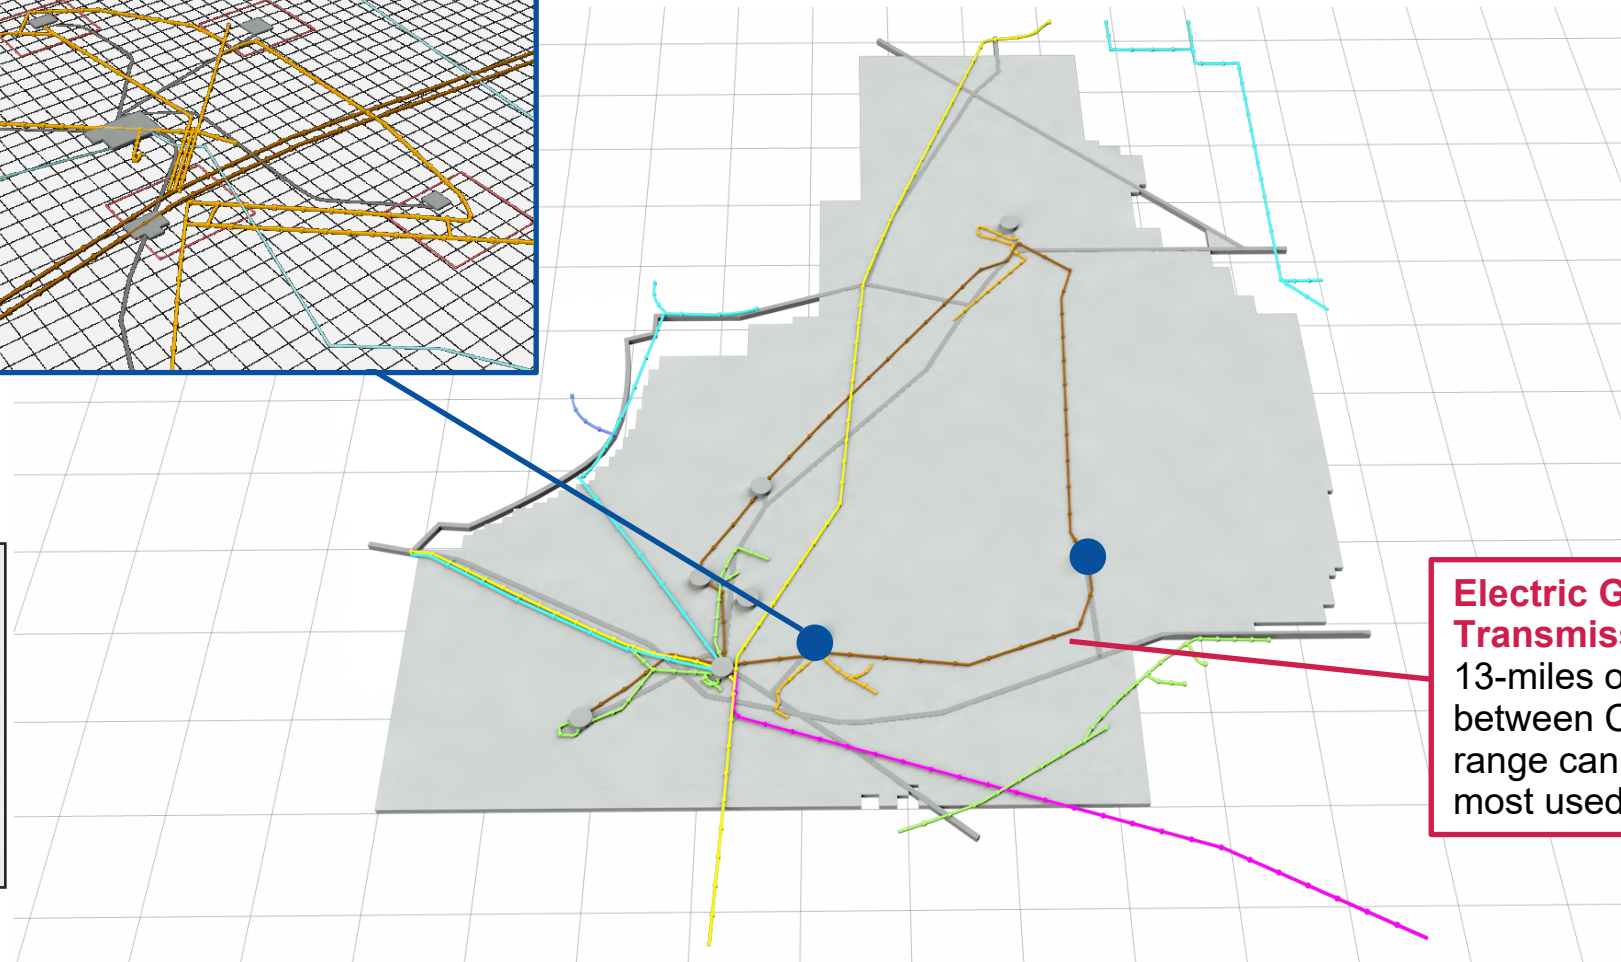 Electric G
Transmiss
13-miles o
between C
range can
most used